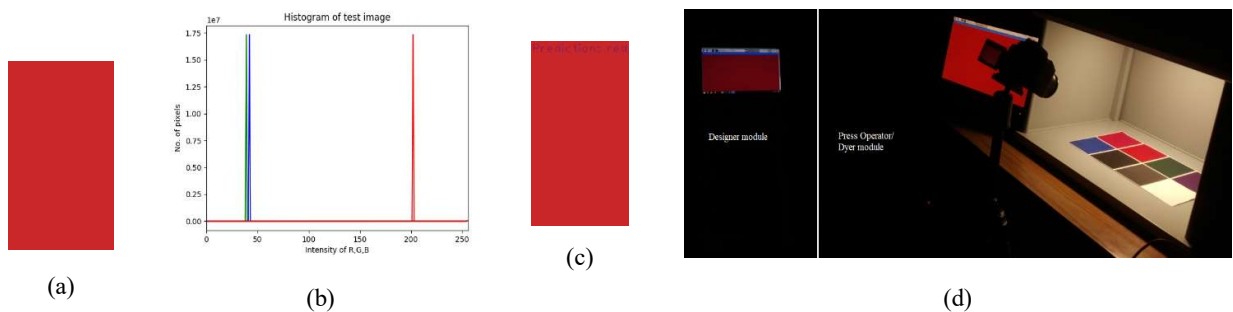 Histogram of test image
1e7
1.75
1.50
1.25
1.00
0.75
0.50
0.25
0.00
No. of pixels
0 50 100 150 200 250
Intensity of R,G,B
Prediction: red
Designer module
Press Operator/
Dyer module
(a)
(b)
(c)
(d)